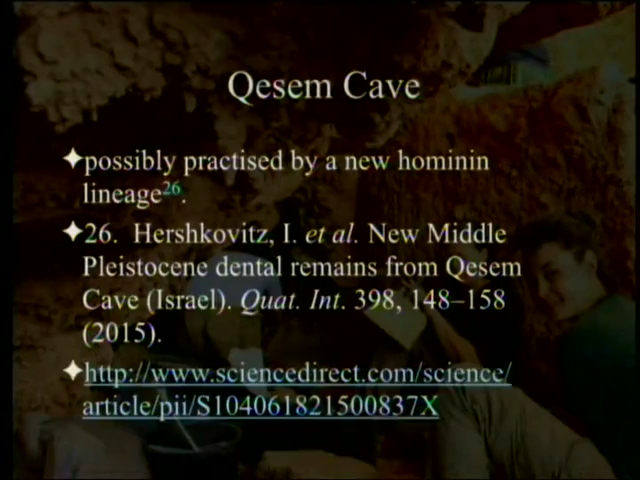 Qesem Cave
✦possibly practised by a new hominin
lineage26.
✦26. Hershkovitz, I. et al. New Middle
Pleistocene dental remains from Qesem
Cave (Israel). Quat. Int. 398, 148–158
(2015).
✦http://www.sciencedirect.com/science/
article/pii/S104061821500837X